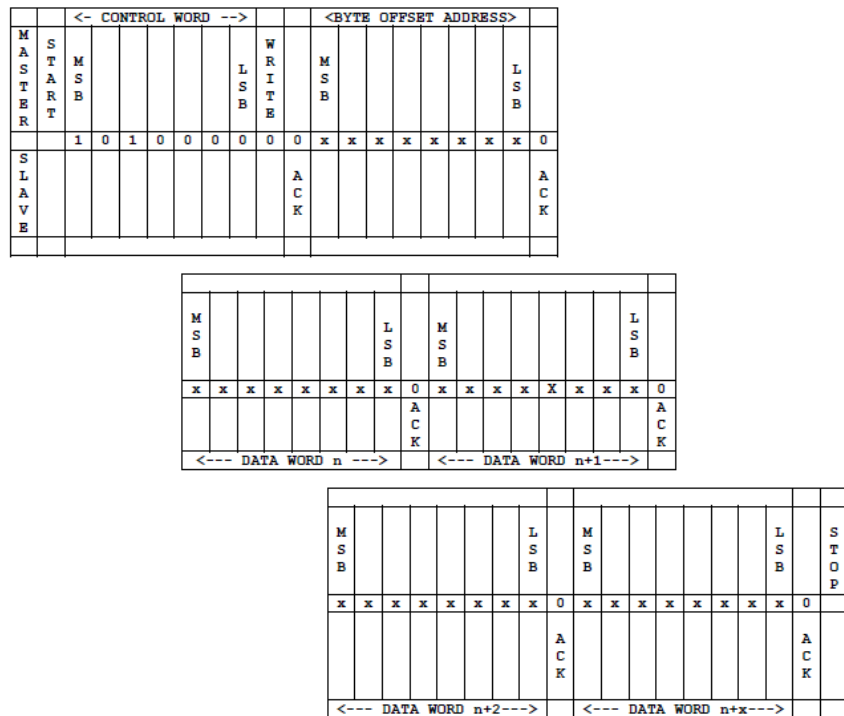 <- CONTROL WORD --> <BYTE OFFSET ADDRESS>
MASTER START MSB LSB WRITE MSB LSB
1 0 1 0 0 0 0 0 0 x x x x x x x x 0
SLAVE ACK ACK
MSB LSB MSB LSB
x x x x x x x x 0 x x x x X x x x 0
ACK ACK
<--- DATA WORD n ---> <--- DATA WORD n+1--->
MSB LSB MSB LSB STOP
x x x x x x x x 0 x x x x x x x x 0
ACK ACK
<--- DATA WORD n+2---> <--- DATA WORD n+x--->